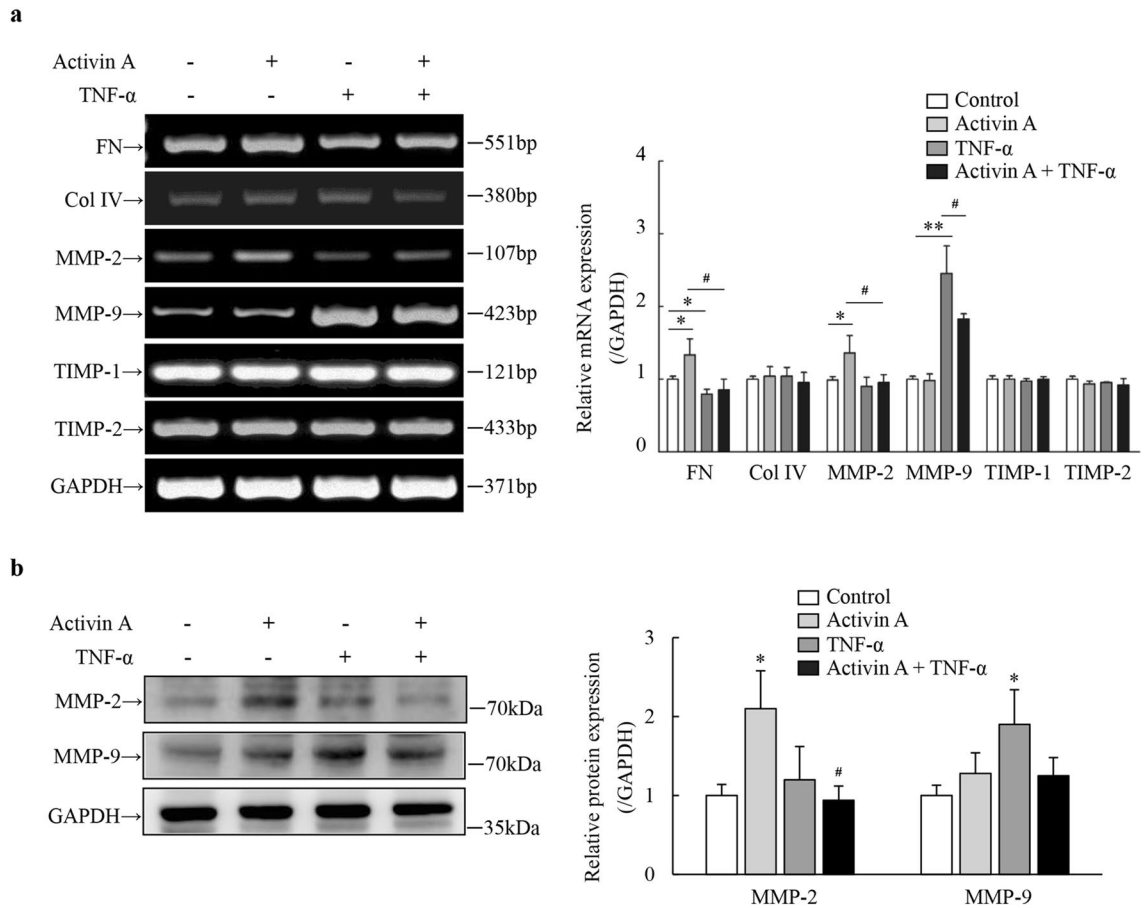 a
Activin A - + - +
TNF-α - - + +
FN→ —551bp
Col IV→ —380bp
MMP-2→ —107bp
MMP-9→ —423bp
TIMP-1→ —121bp
TIMP-2→ —433bp
GAPDH→ —371bp
Control
Activin A
TNF-α
Activin A + TNF-α
Relative mRNA expression
(/GAPDH)
4
3
2
1
0
* * # * # ** #
FN Col IV MMP-2 MMP-9 TIMP-1 TIMP-2
b
Activin A - + - +
TNF-α - - + +
MMP-2→ —70kDa
MMP-9→ —70kDa
GAPDH→ —35kDa
Control
Activin A
TNF-α
Activin A + TNF-α
Relative protein expression
(/GAPDH)
3
2
1
0
* # *
MMP-2 MMP-9